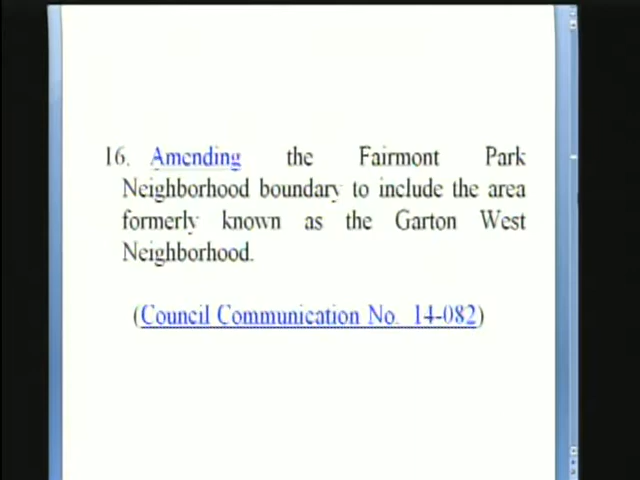 16. Amending the Fairmont Park
Neighborhood boundary to include the area
formerly known as the Garton West
Neighborhood.
(Council Communication No. 14-082)